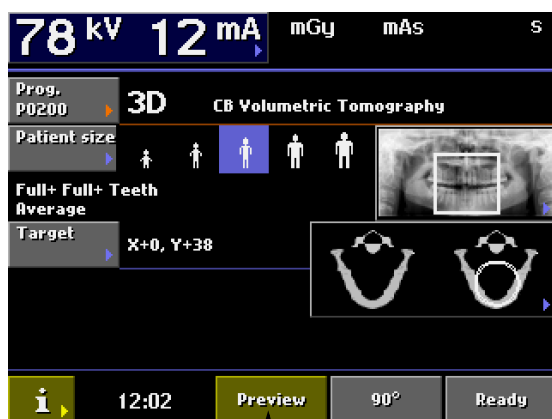 78 kV 12 mA mGy mAs s
Prog.
P0200
3D CB Volumetric Tomography
Patient size
Full+ Full+ Teeth
Average
Target
X+0, Y+38
i 12:02 Preview 90° Ready